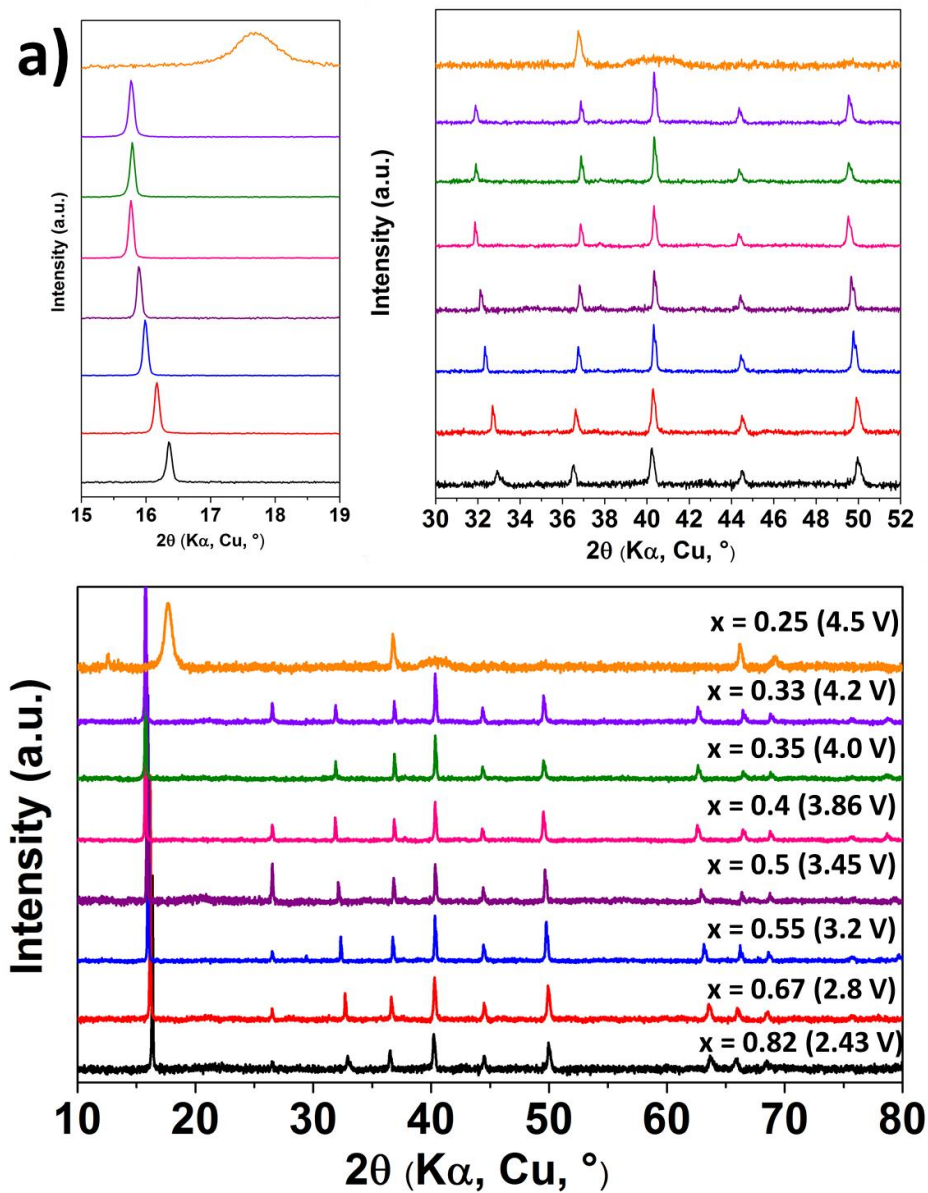 a)
Intensity (a.u.)
15 16 17 18 19
2θ (Kα, Cu, °)
Intensity (a.u.)
30 32 34 36 38 40 42 44 46 48 50 52
2θ (Kα, Cu, °)
Intensity (a.u.)
x = 0.25 (4.5 V)
x = 0.33 (4.2 V)
x = 0.35 (4.0 V)
x = 0.4 (3.86 V)
x = 0.5 (3.45 V)
x = 0.55 (3.2 V)
x = 0.67 (2.8 V)
x = 0.82 (2.43 V)
10 20 30 40 50 60 70 80
2θ (Kα, Cu, °)